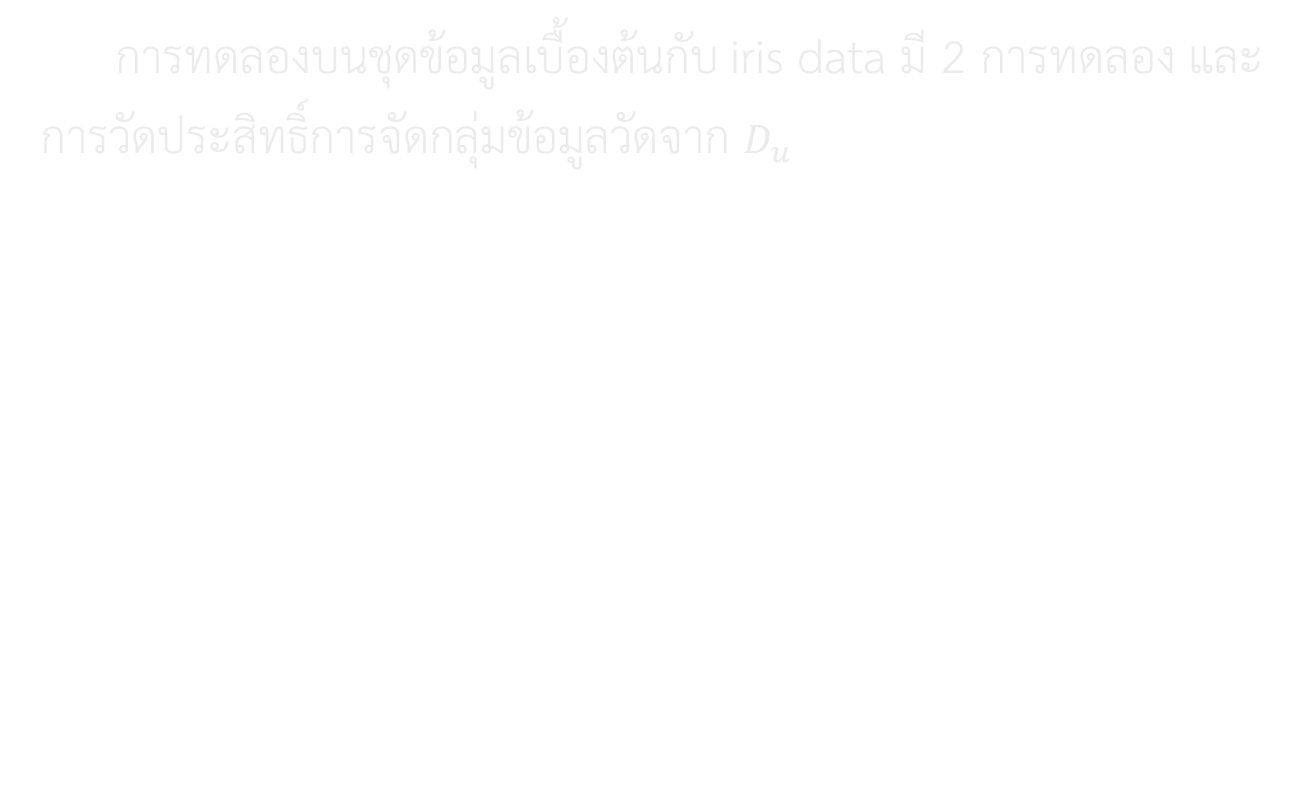 การทดลองบนชุดข้อมูลเบื้องต้นกับ iris data มี 2 การทดลอง และ
การวัดประสิทธิ์การจัดกลุ่มข้อมูลวัดจาก D_u